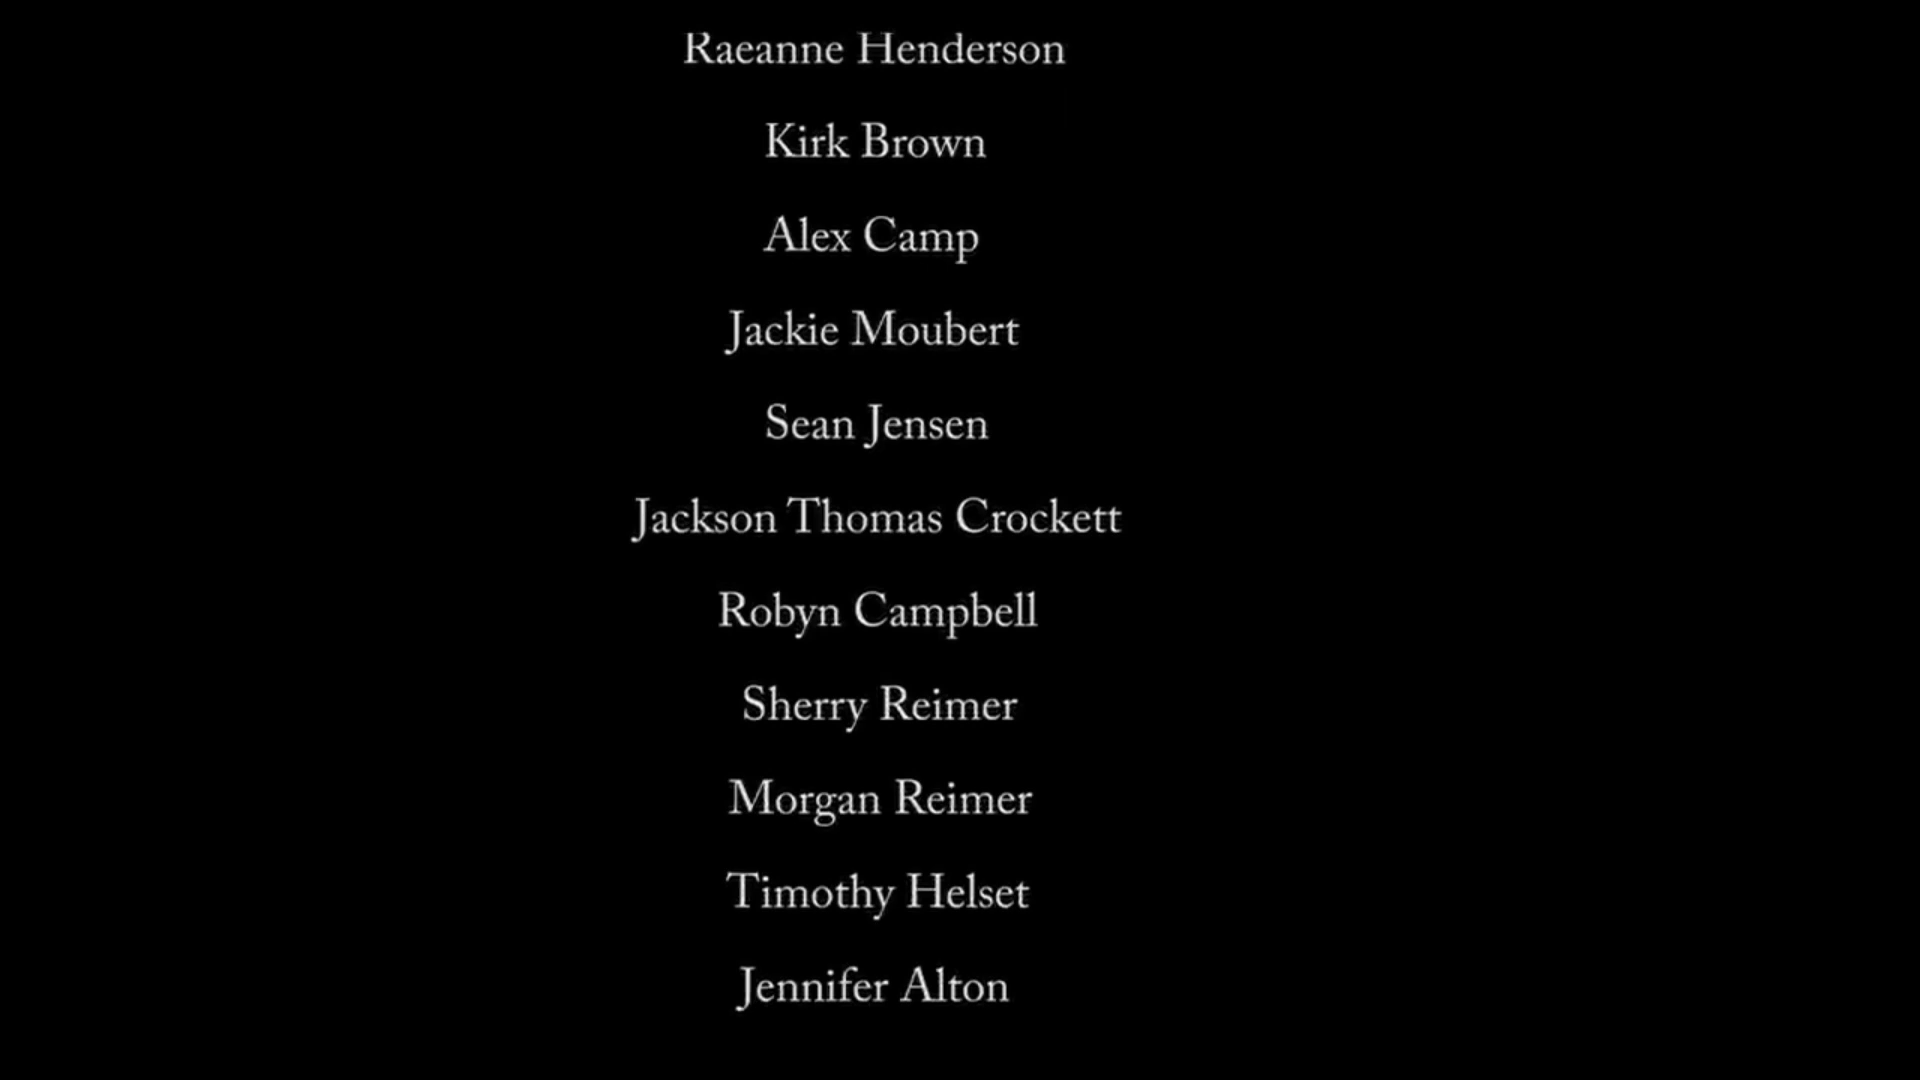 Raeanne Henderson
Kirk Brown
Alex Camp
Jackie Moubert
Sean Jensen
Jackson Thomas Crockett
Robyn Campbell
Sherry Reimer
Morgan Reimer
Timothy Helset
Jennifer Alton